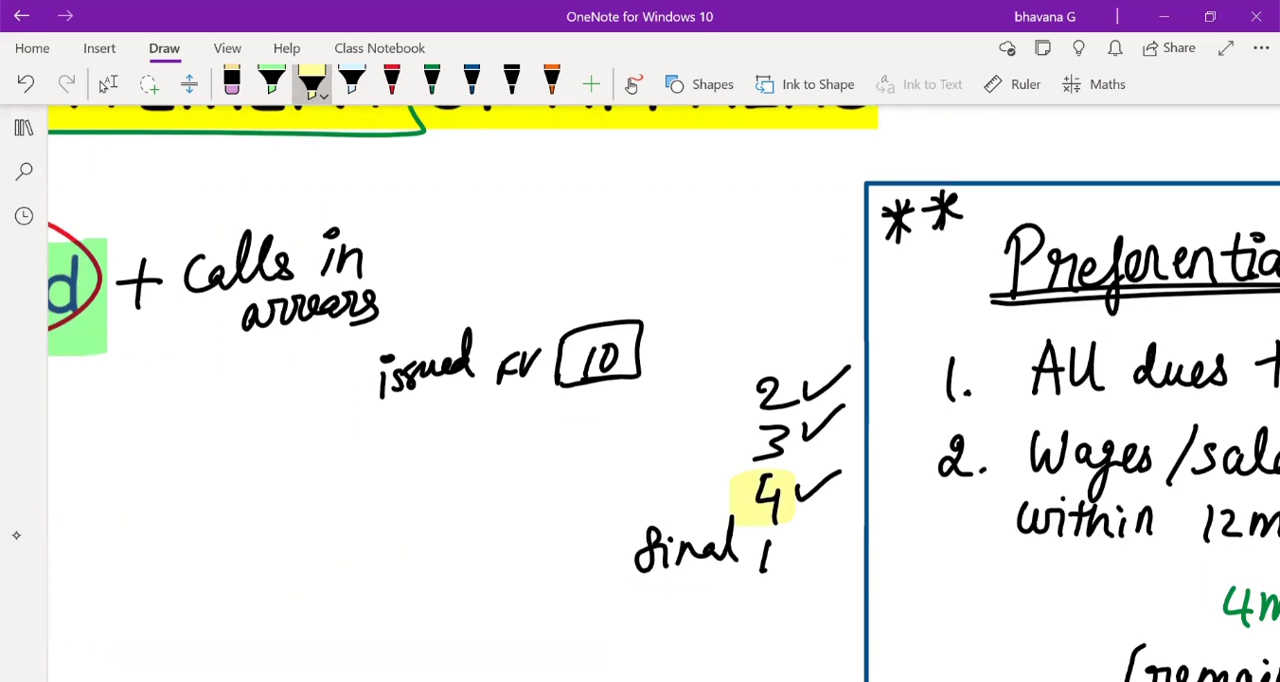 OneNote for Windows 10
bhavana G
Home Insert Draw View Help Class Notebook
Share
Shapes Ink to Shape Ink to Text Ruler Maths
d + Calls in
arrears
issued FV 10
2
3
4
final 1
** Preferentia
1. All dues t
2. Wages/sala
within 12m
4m
(remai